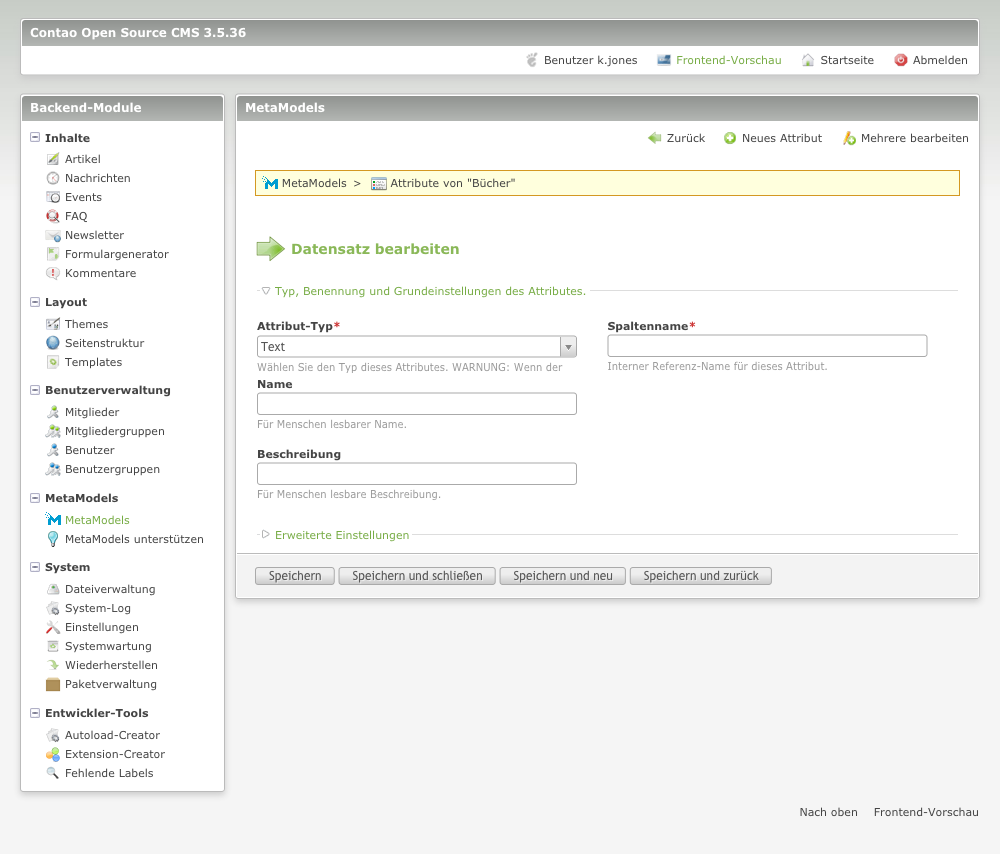 Contao Open Source CMS 3.5.36
Benutzer k.jones Frontend-Vorschau Startseite Abmelden
Backend-Module
Inhalte
Artikel
Nachrichten
Events
FAQ
Newsletter
Formulargenerator
Kommentare
Layout
Themes
Seitenstruktur
Templates
Benutzerverwaltung
Mitglieder
Mitgliedergruppen
Benutzer
Benutzergruppen
MetaModels
MetaModels
MetaModels unterstützen
System
Dateiverwaltung
System-Log
Einstellungen
Systemwartung
Wiederherstellen
Paketverwaltung
Entwickler-Tools
Autoload-Creator
Extension-Creator
Fehlende Labels
MetaModels
Zurück Neues Attribut Mehrere bearbeiten
MetaModels > Attribute von "Bücher"
Datensatz bearbeiten
Typ, Benennung und Grundeinstellungen des Attributes.
Attribut-Typ*
Text
Wählen Sie den Typ dieses Attributes. WARNUNG: Wenn der
Spaltenname*
Interner Referenz-Name für dieses Attribut.
Name
Für Menschen lesbarer Name.
Beschreibung
Für Menschen lesbare Beschreibung.
Erweiterte Einstellungen
Speichern Speichern und schließen Speichern und neu Speichern und zurück
Nach oben Frontend-Vorschau